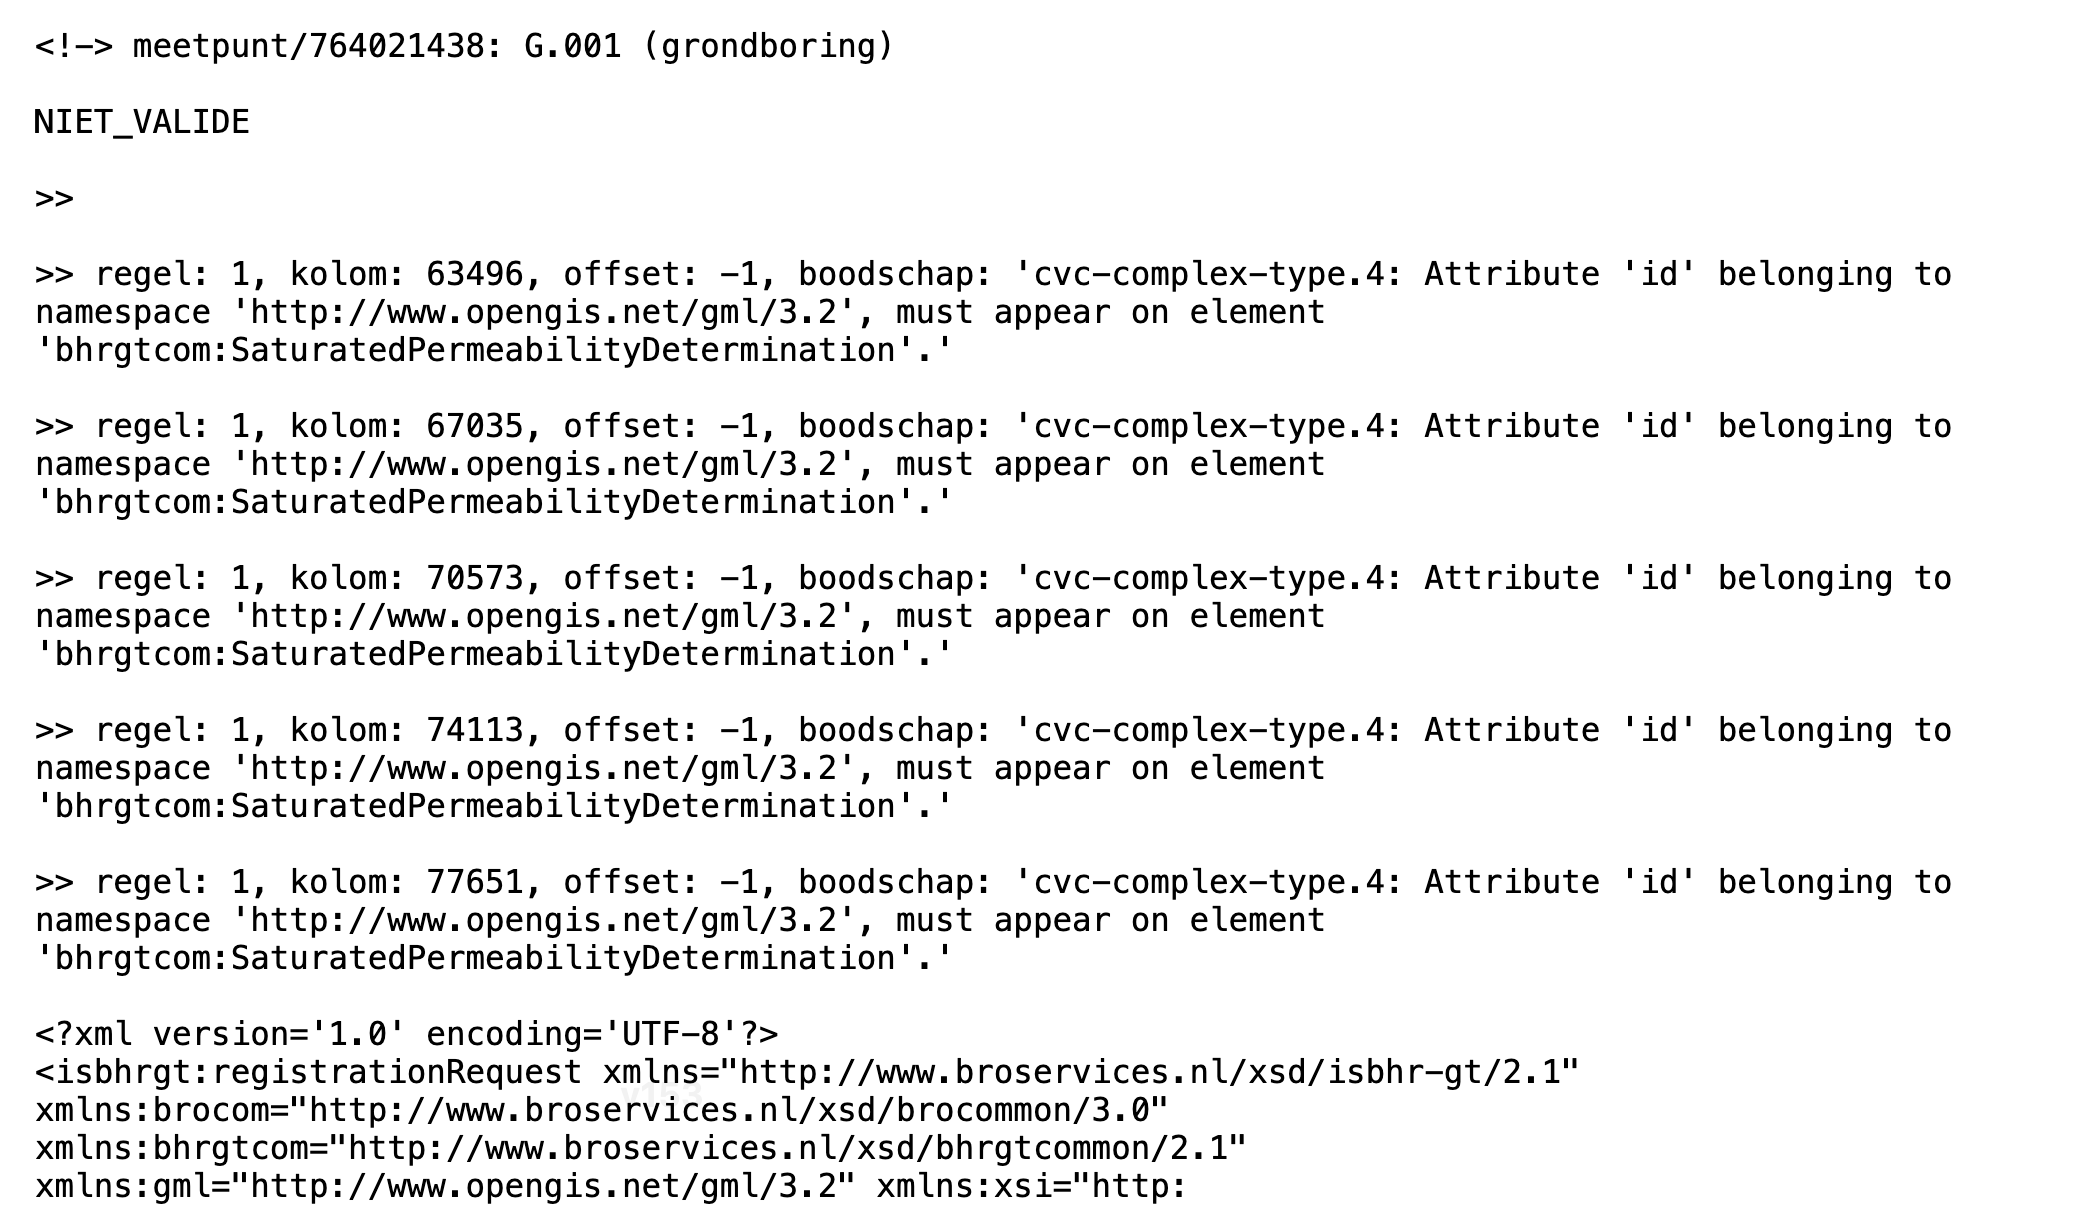 <!-> meetpunt/764021438: G.001 (grondboring)
NIET_VALIDE
>>
>> regel: 1, kolom: 63496, offset: -1, boodschap: 'cvc-complex-type.4: Attribute 'id' belonging to
namespace 'http://www.opengis.net/gml/3.2', must appear on element
'bhrgtcom:SaturatedPermeabilityDetermination'.'
>> regel: 1, kolom: 67035, offset: -1, boodschap: 'cvc-complex-type.4: Attribute 'id' belonging to
namespace 'http://www.opengis.net/gml/3.2', must appear on element
'bhrgtcom:SaturatedPermeabilityDetermination'.'
>> regel: 1, kolom: 70573, offset: -1, boodschap: 'cvc-complex-type.4: Attribute 'id' belonging to
namespace 'http://www.opengis.net/gml/3.2', must appear on element
'bhrgtcom:SaturatedPermeabilityDetermination'.'
>> regel: 1, kolom: 74113, offset: -1, boodschap: 'cvc-complex-type.4: Attribute 'id' belonging to
namespace 'http://www.opengis.net/gml/3.2', must appear on element
'bhrgtcom:SaturatedPermeabilityDetermination'.'
>> regel: 1, kolom: 77651, offset: -1, boodschap: 'cvc-complex-type.4: Attribute 'id' belonging to
namespace 'http://www.opengis.net/gml/3.2', must appear on element
'bhrgtcom:SaturatedPermeabilityDetermination'.'
<?xml version='1.0' encoding='UTF-8'?>
<isbhrgt:registrationRequest xmlns="http://www.broservices.nl/xsd/isbhr-gt/2.1"
xmlns:brocom="http://www.broservices.nl/xsd/brocommon/3.0"
xmlns:bhrgtcom="http://www.broservices.nl/xsd/bhrgtcommon/2.1"
xmlns:gml="http://www.opengis.net/gml/3.2" xmlns:xsi="http: